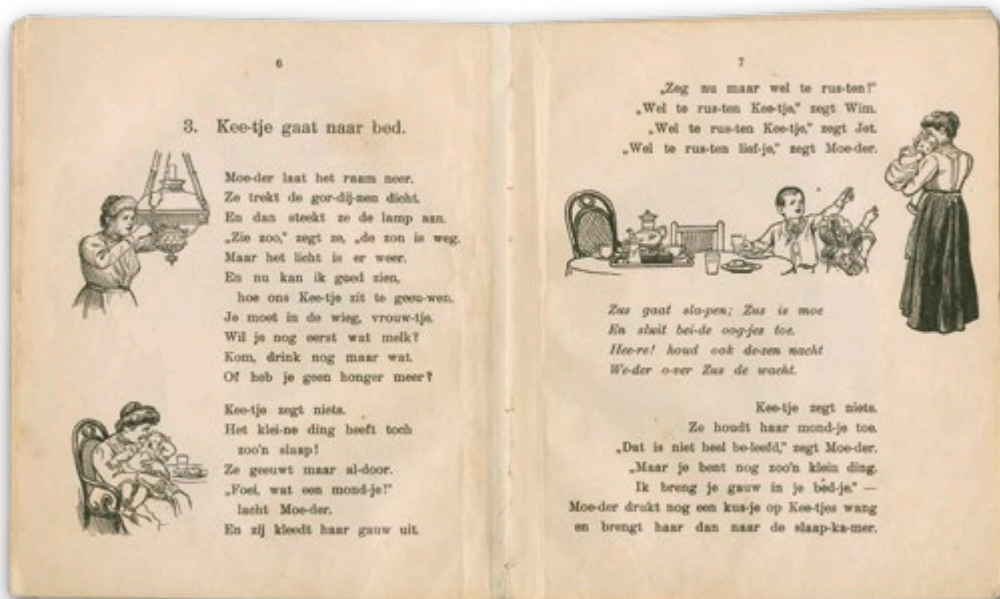 6
3. Kee-tje gaat naar bed.
Moe-der laat het raam neer.
Ze trekt de gor-dij-nen dicht.
En dan steekt ze de lamp aan.
„Zie zoo,” zegt ze, „de zon is weg.
Maar het licht is er weer.
En nu kan ik goed zien,
hoe ons Kee-tje zit te geeu-wen.
Je moet in de wieg, vrouw-tje.
Wil je nog eerst wat melk?
Kom, drink nog maar wat.
Of heb je geen honger meer?
Kee-tje zegt niets.
Het klei-ne ding heeft toch
zoo'n slaap!
Ze geeuwt maar al-door.
„Foei, wat een mond-je!”
lacht Moe-der.
En zij kleedt haar gauw uit.
7
„Zeg nu maar wel te rus-ten!”
„Wel te rus-ten Kee-tje,” zegt Wim.
„Wel te rus-ten Kee-tje,” zegt Jet.
„Wel te rus-ten lief-je,” zegt Moe-der.
Zus gaat sla-pen; Zus is moe
En sluit bei-de oog-jes toe.
Hee-re! houd ook de-zen nacht
We-der o-ver Zus de wacht.
Kee-tje zegt niets.
Ze houdt haar mond-je toe.
„Dat is niet heel be-leefd,” zegt Moe-der.
„Maar je bent nog zoo'n klein ding.
Ik breng je gauw in je bed-je.” —
Moe-der drukt nog een kus-je op Kee-tjes wang
en brengt haar dan naar de slaap-ka-mer.